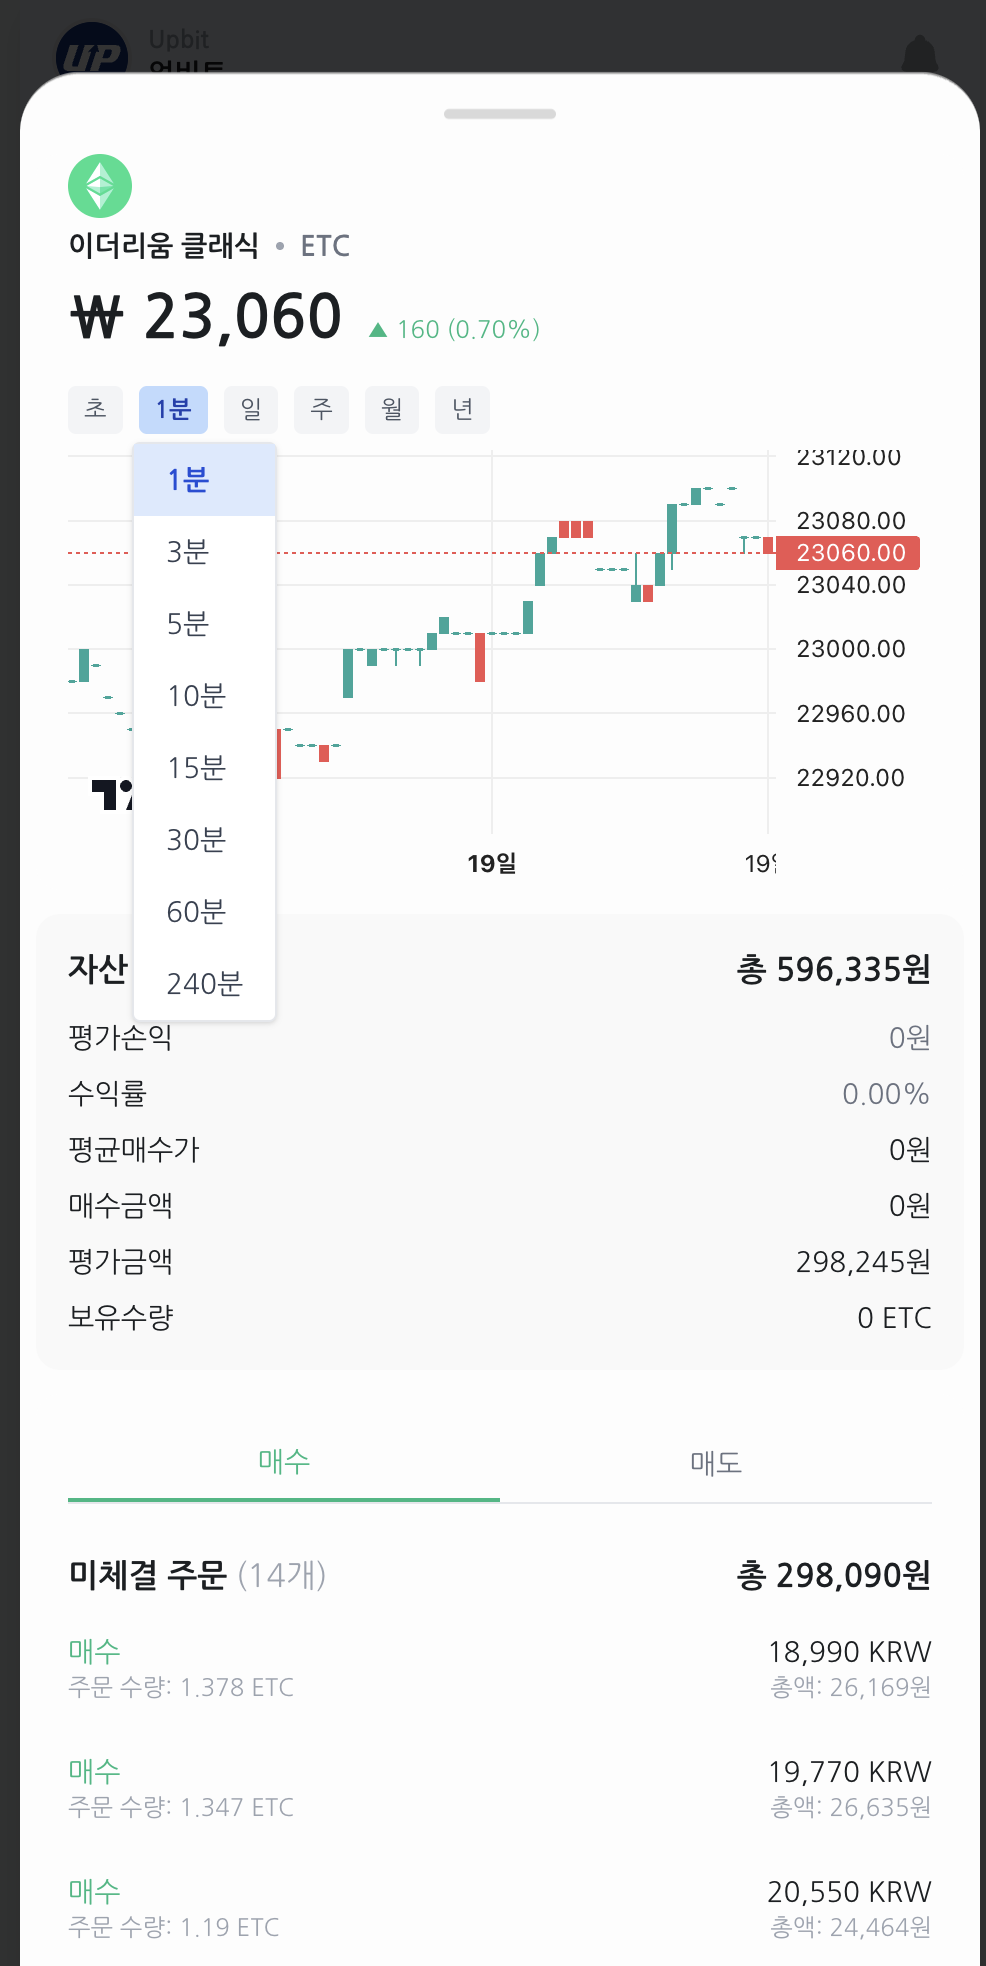 UP
Upbit
업비트
이더리움 클래식 • ETC
₩ 23,060 ▲ 160 (0.70%)
초 1분 일 주 월 년
1분
3분
5분
10분
15분
30분
60분
240분
23120.00
23080.00
23060.00
23040.00
23000.00
22960.00
22920.00
19일 19일
자산 총 596,335원
평가손익 0원
수익률 0.00%
평균매수가 0원
매수금액 0원
평가금액 298,245원
보유수량 0 ETC
매수 매도
미체결 주문 (14개) 총 298,090원
매수 18,990 KRW
주문 수량: 1.378 ETC 총액: 26,169원
매수 19,770 KRW
주문 수량: 1.347 ETC 총액: 26,635원
매수 20,550 KRW
주문 수량: 1.19 ETC 총액: 24,464원